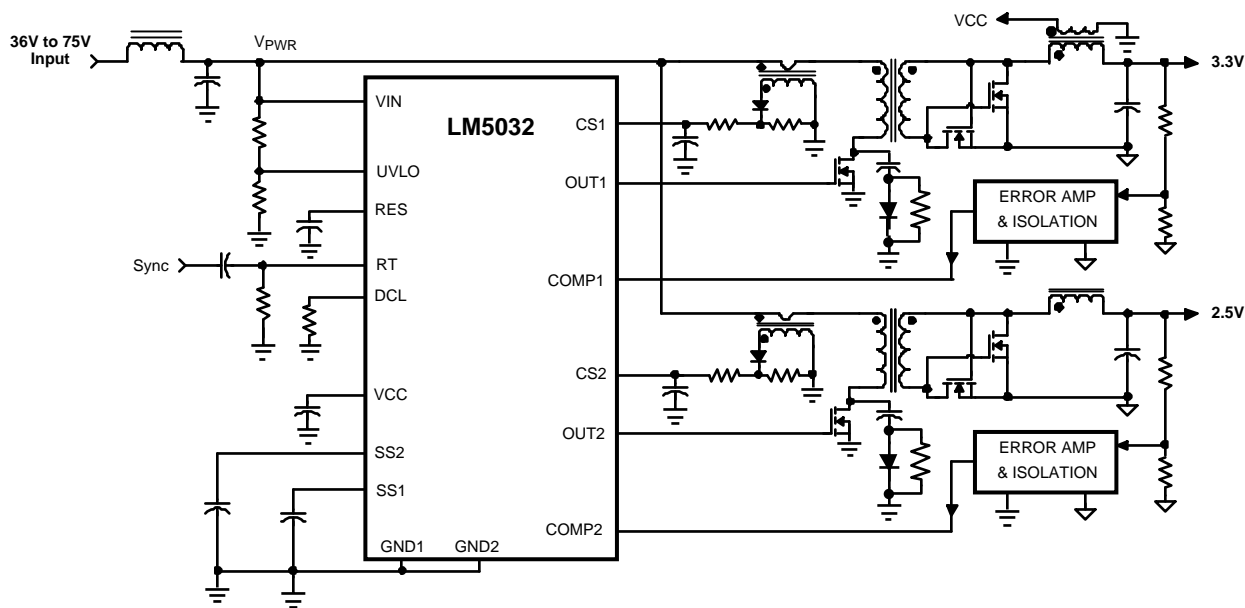 36V to 75V
Input
VPWR
VCC
3.3V
LM5032
VIN
UVLO
RES
RT
DCL
VCC
SS2
SS1
GND1
GND2
CS1
OUT1
COMP1
CS2
OUT2
COMP2
Sync
ERROR AMP
& ISOLATION
2.5V
ERROR AMP
& ISOLATION